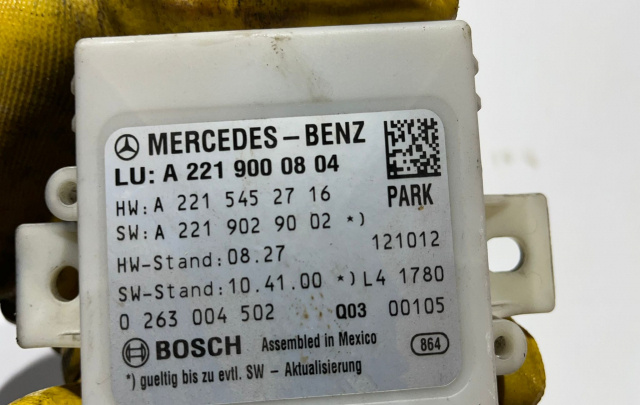 MERCEDES-BENZ
LU: A 221 900 08 04
HW: A 221 545 27 16
PARK
SW: A 221 902 90 02 *)
HW-Stand: 08.27 121012
SW-Stand: 10.41.00 *) L4 1780
0 263 004 502 Q03 00105
BOSCH Assembled in Mexico 864
*) gueltig bis zu evtl. SW - Aktualisierung